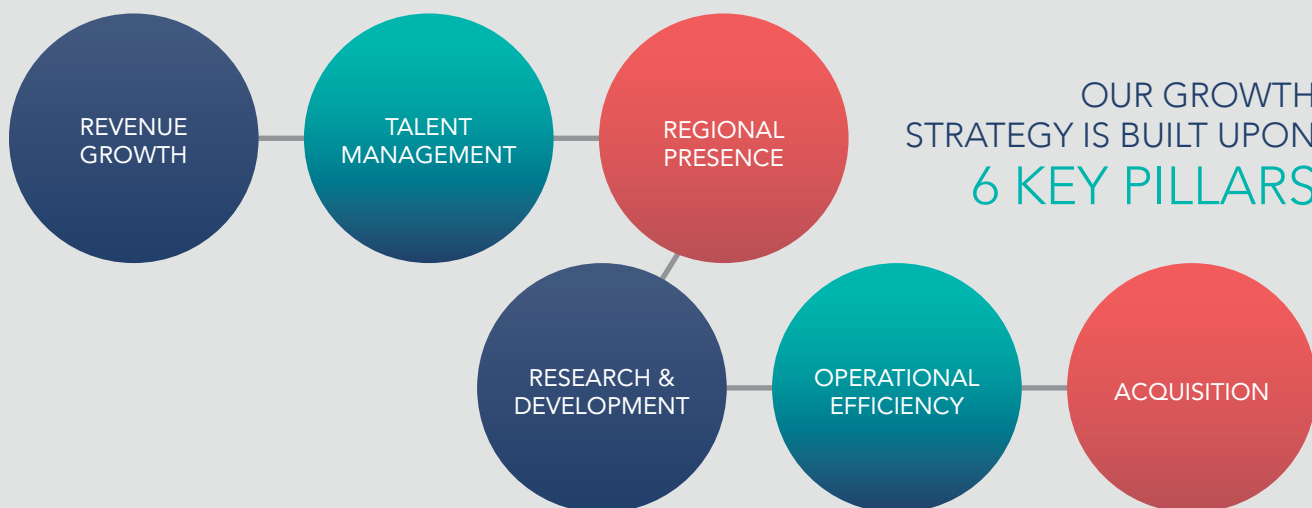 REVENUE
GROWTH
TALENT
MANAGEMENT
REGIONAL
PRESENCE
OUR GROWTH
STRATEGY IS BUILT UPON
6 KEY PILLARS
RESEARCH &
DEVELOPMENT
OPERATIONAL
EFFICIENCY
ACQUISITION